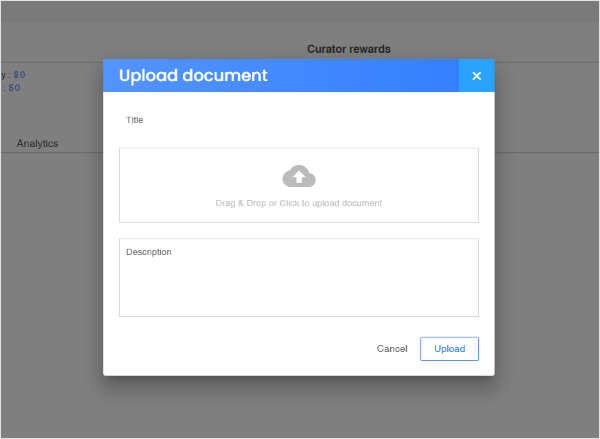 Curator rewards
y : $0
: $0
Analytics
Upload document
Title
Drag & Drop or Click to upload document
Description
Cancel
Upload